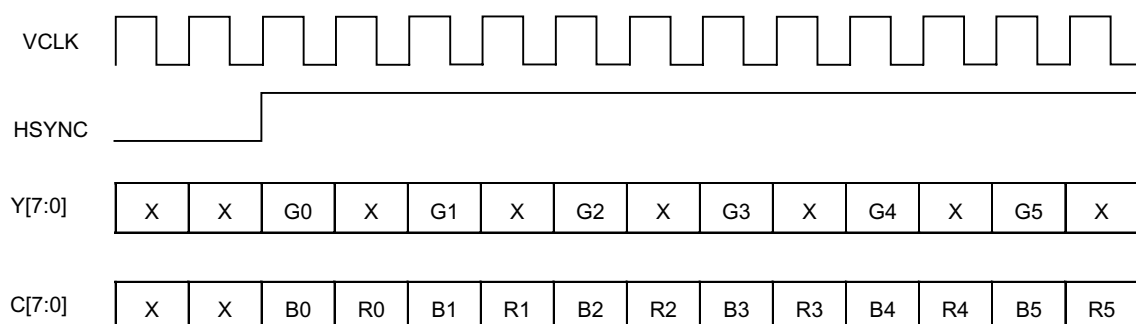 VCLK
HSYNC
Y[7:0] X X G0 X G1 X G2 X G3 X G4 X G5 X
C[7:0] X X B0 R0 B1 R1 B2 R2 B3 R3 B4 R4 B5 R5